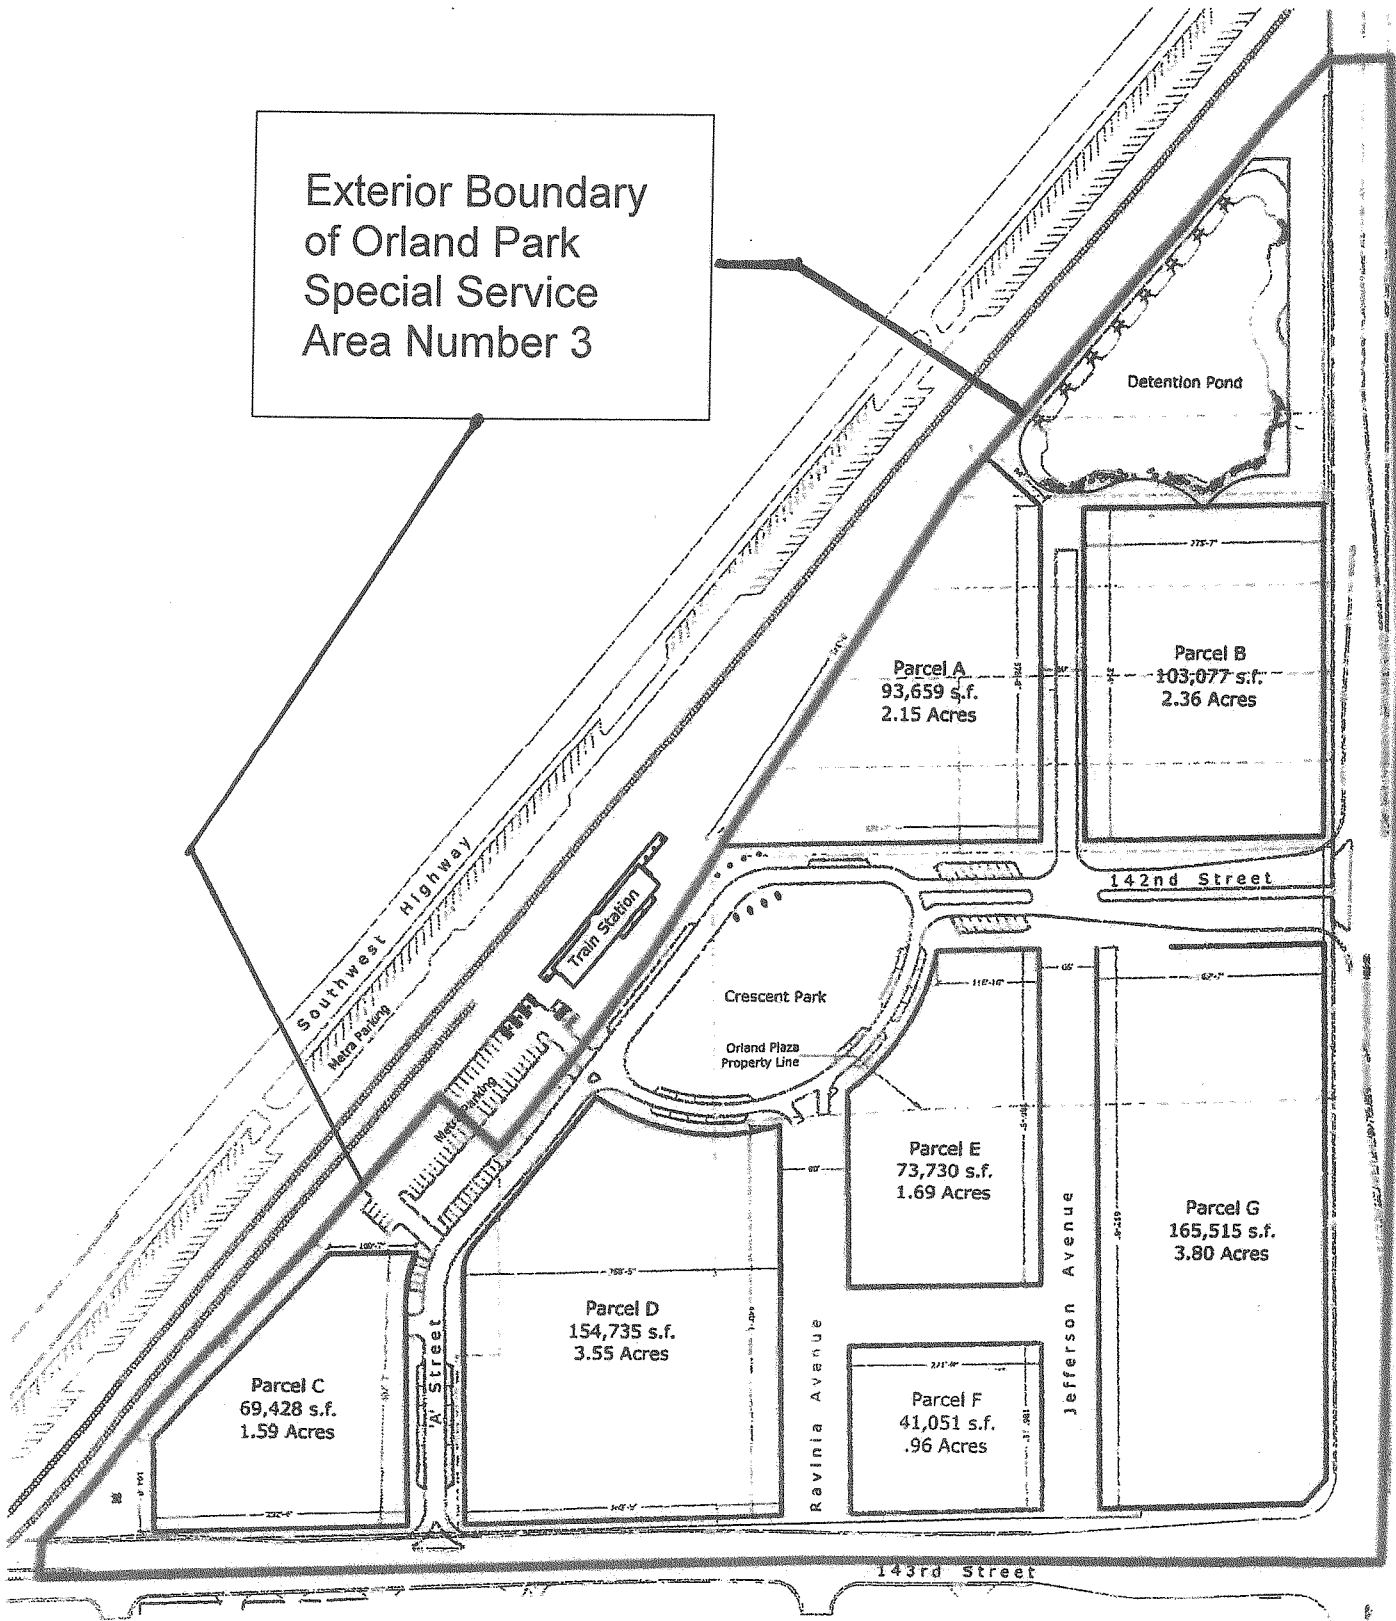 Exterior Boundary
of Orland Park
Special Service
Area Number 3
Detention Pond
Parcel A
93,659 s.f.
2.15 Acres
Parcel B
103,077 s.f.
2.36 Acres
142nd Street
Southwest Highway
Metra Parking
Train Station
Crescent Park
Orland Plaza
Property Line
Metra Parking
Parcel E
73,730 s.f.
1.69 Acres
Parcel G
165,515 s.f.
3.80 Acres
Parcel D
154,735 s.f.
3.55 Acres
Parcel C
69,428 s.f.
1.59 Acres
'A' Street
Ravinia Avenue
Parcel F
41,051 s.f.
.96 Acres
Jefferson Avenue
143rd Street